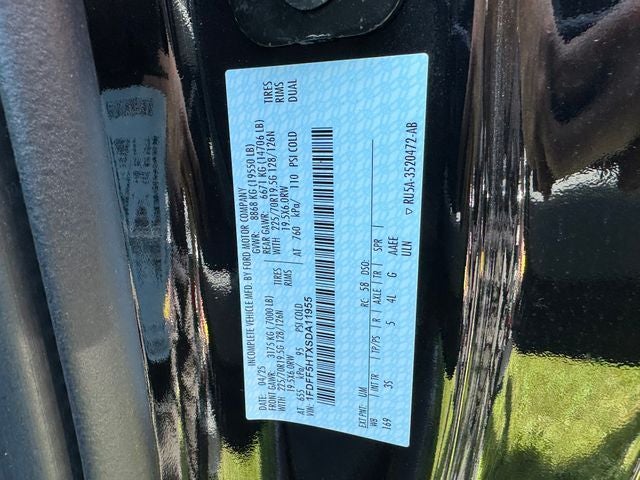 INCOMPLETE VEHICLE MFD. BY FORD MOTOR COMPANY
DATE: 04/25 GVWR: 8868 KG (19550 LB)
FRONT GAWR: 3175 KG (7000 LB) REAR GAWR: 6671 KG (14706 LB)
WITH 225/70R19.5G 128/126N TIRES WITH 225/70R19.5G 128/126N TIRES
19.5X6.0RW RIMS 19.5X6.0RW RIMS
AT 655 kPa/ 95 PSI COLD AT 760 kPa/ 110 PSI COLD DUAL
VIN: 1FDFF5HTXSDA11955
EXT PNT: UM RC: 58 DSO:
WB INT TR TP/PS R AXLE TR SPR
169 3S 5 4L G AAEE
ULN
▽ RU5A-3520472-AB